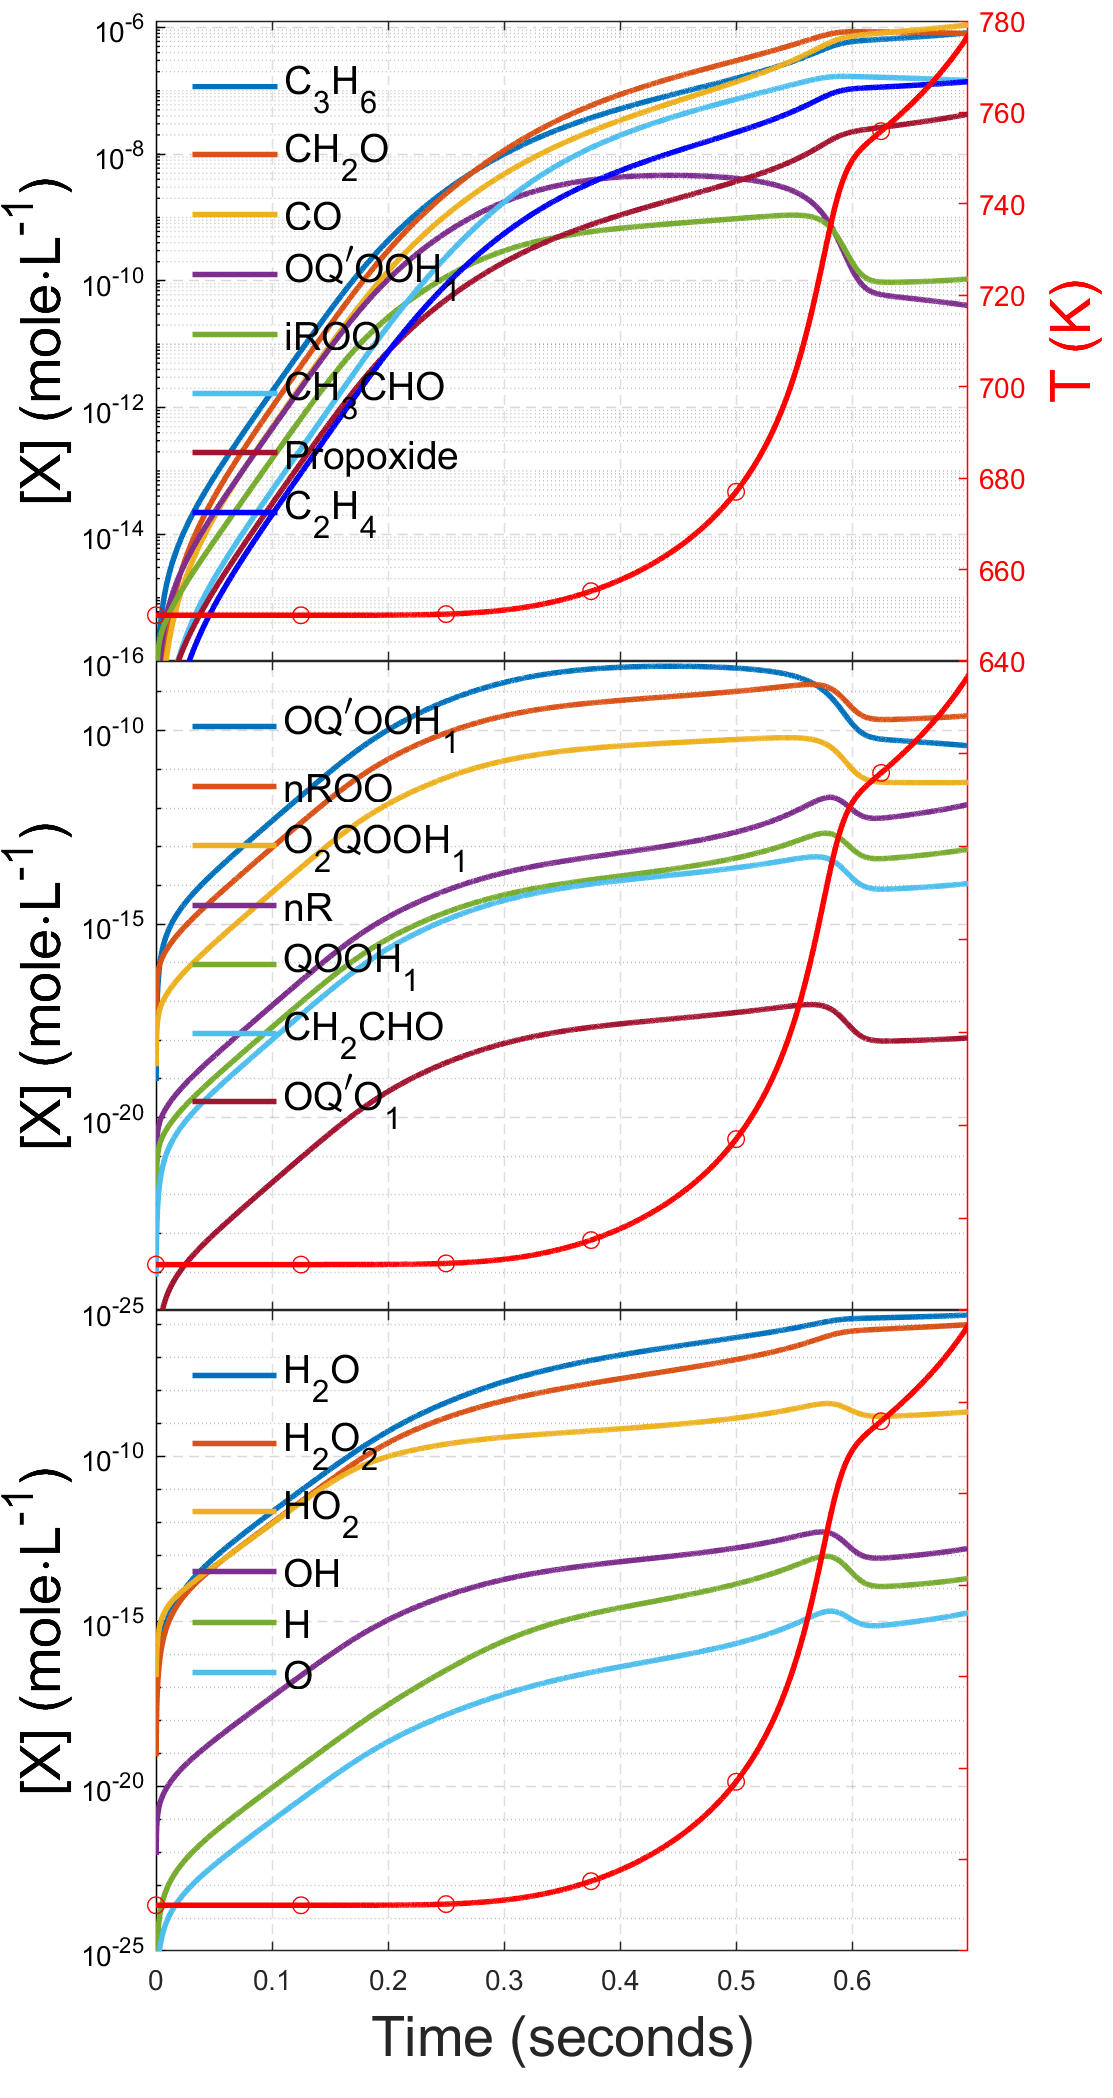 10⁻⁶
10⁻⁸
10⁻¹⁰
10⁻¹²
10⁻¹⁴
10⁻¹⁶
[X] (mole·L⁻¹)
C₃H₆
CH₂O
CO
OQ′OOH₁
iROO
CH₃CHO
Propoxide
C₂H₄
780
760
740
720
700
680
660
640
T (K)
10⁻¹⁰
10⁻¹⁵
10⁻²⁰
10⁻²⁵
[X] (mole·L⁻¹)
OQ′OOH₁
nROO
O₂QOOH₁
nR
QOOH₁
CH₂CHO
OQ′O₁
10⁻¹⁰
10⁻¹⁵
10⁻²⁰
10⁻²⁵
[X] (mole·L⁻¹)
H₂O
H₂O₂
HO₂
OH
H
O
0 0.1 0.2 0.3 0.4 0.5 0.6
Time (seconds)